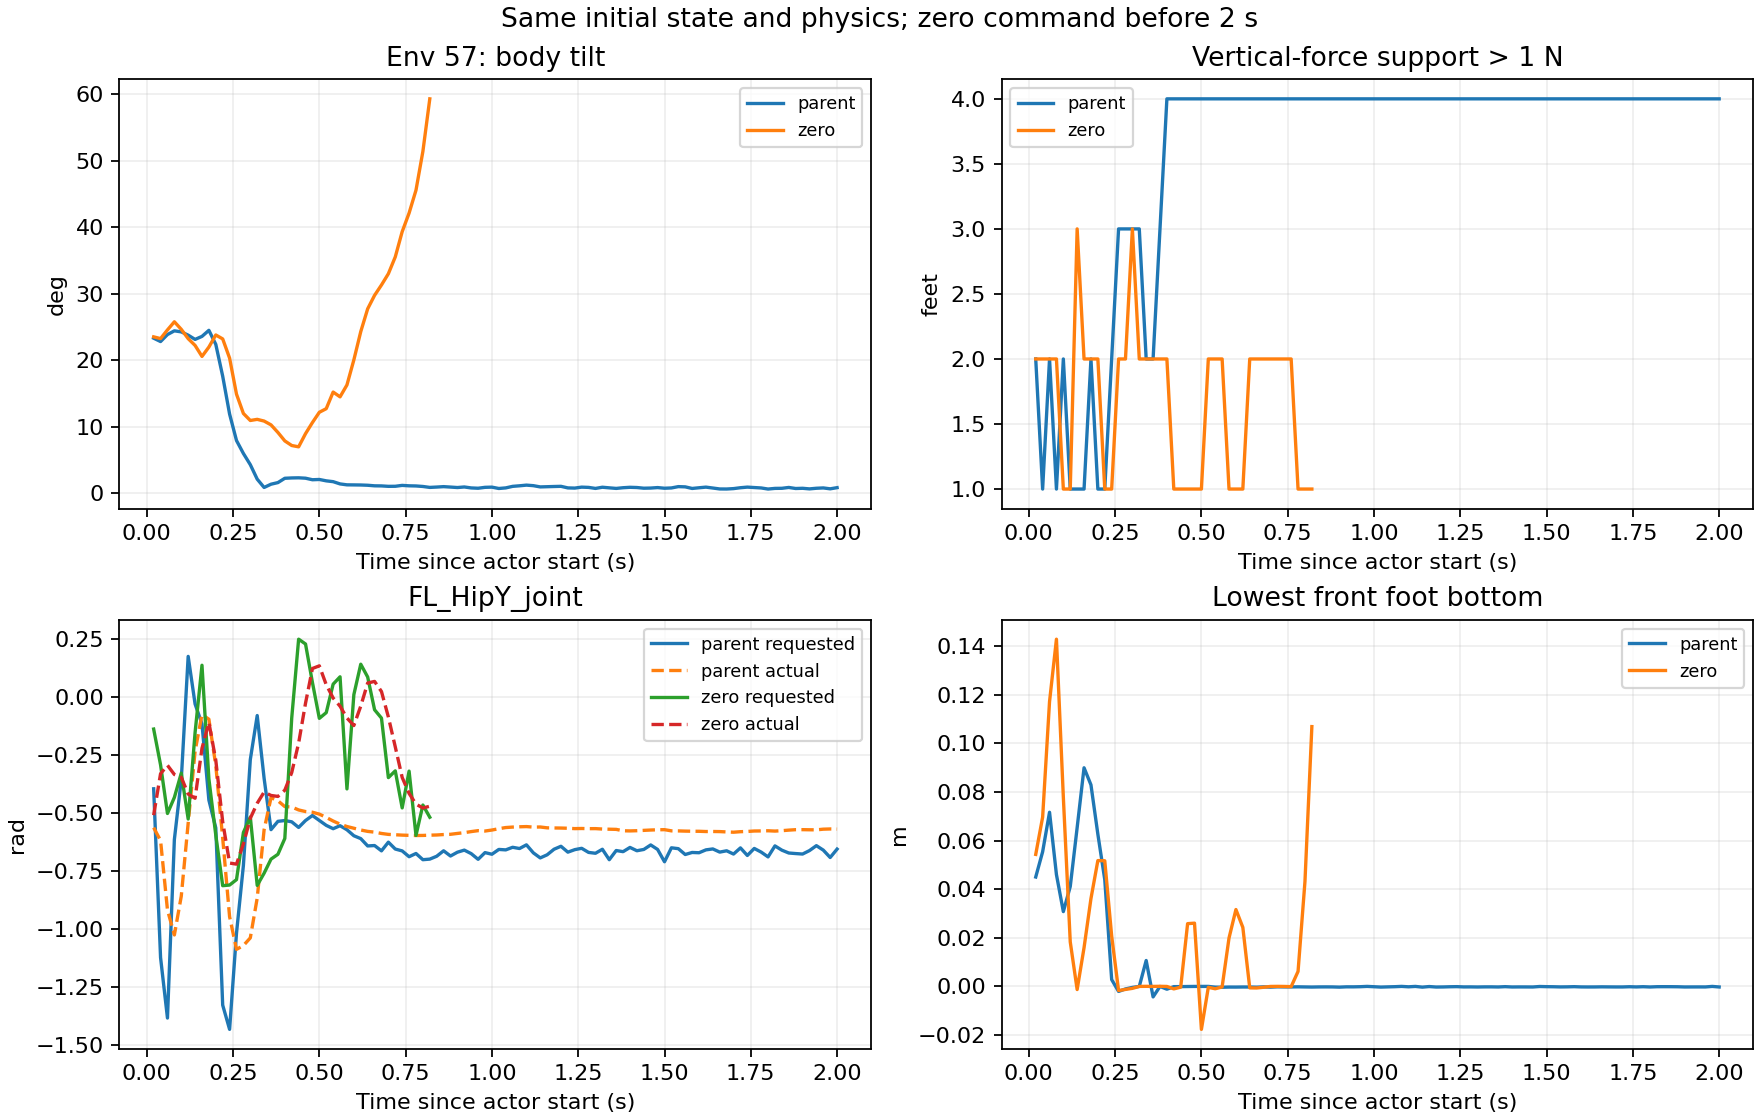 Same initial state and physics; zero command before 2 s
Env 57: body tilt
deg
60
50
40
30
20
10
0
parent
zero
0.00 0.25 0.50 0.75 1.00 1.25 1.50 1.75 2.00
Time since actor start (s)
Vertical-force support > 1 N
feet
4.0
3.5
3.0
2.5
2.0
1.5
1.0
parent
zero
0.00 0.25 0.50 0.75 1.00 1.25 1.50 1.75 2.00
Time since actor start (s)
FL_HipY_joint
rad
0.25
0.00
−0.25
−0.50
−0.75
−1.00
−1.25
−1.50
parent requested
parent actual
zero requested
zero actual
0.00 0.25 0.50 0.75 1.00 1.25 1.50 1.75 2.00
Time since actor start (s)
Lowest front foot bottom
m
0.14
0.12
0.10
0.08
0.06
0.04
0.02
0.00
−0.02
parent
zero
0.00 0.25 0.50 0.75 1.00 1.25 1.50 1.75 2.00
Time since actor start (s)